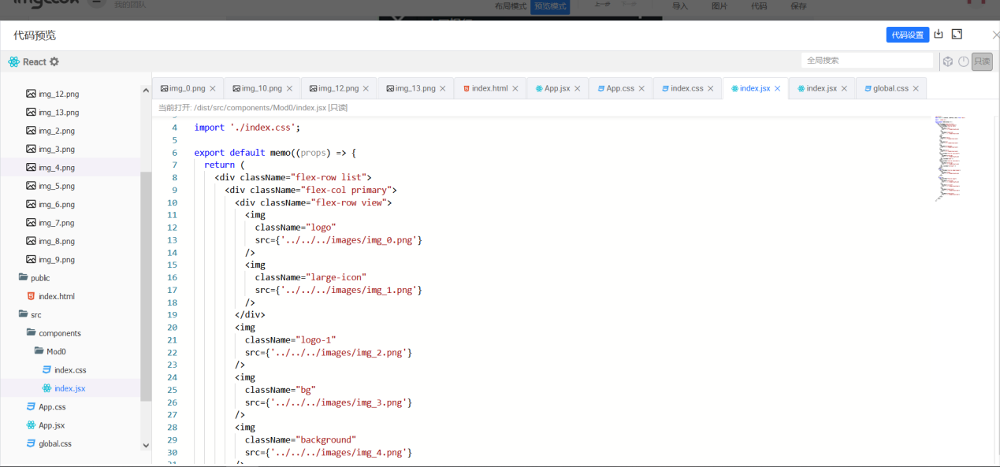 我的团队
布局模式 预览模式 上一步 下一步 导入 图片 代码 保存
代码预览
代码设置
React
全局搜索
只读
img_0.png img_10.png img_12.png img_13.png index.html App.jsx App.css index.css index.jsx index.jsx global.css
当前打开: /dist/src/components/Mod0/index.jsx [只读]
img_12.png
img_13.png
img_2.png
img_3.png
img_4.png
img_5.png
img_6.png
img_7.png
img_8.png
img_9.png
public
index.html
src
components
Mod0
index.css
index.jsx
App.css
App.jsx
global.css
4 import './index.css';
5
6 export default memo((props) => {
7 return (
8 <div className="flex-row list">
9 <div className="flex-col primary">
10 <div className="flex-row view">
11 <img
12 className="logo"
13 src={'../../../images/img_0.png'}
14 />
15 <img
16 className="large-icon"
17 src={'../../../images/img_1.png'}
18 />
19 </div>
20 <img
21 className="logo-1"
22 src={'../../../images/img_2.png'}
23 />
24 <img
25 className="bg"
26 src={'../../../images/img_3.png'}
27 />
28 <img
29 className="background"
30 src={'../../../images/img_4.png'}